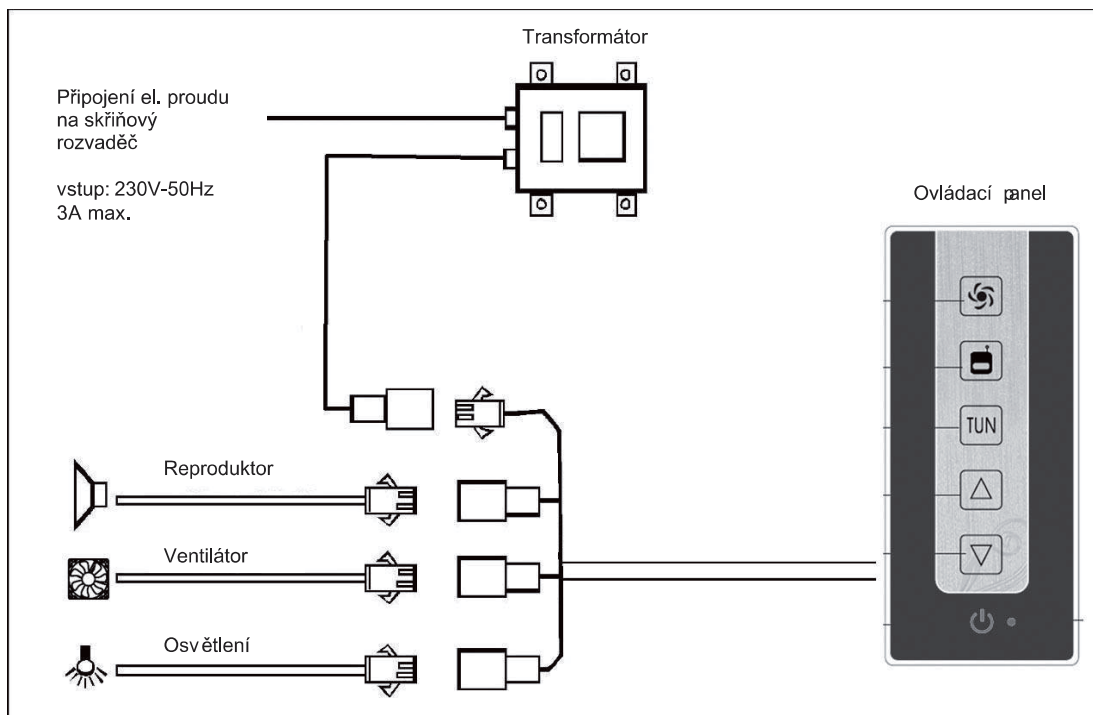 Transformátor
Připojení el. proudu
na skříňový
rozvaděč
vstup: 230V-50Hz
3A max.
Ovládací panel
TUN
Reproduktor
Ventilátor
Osvětlení